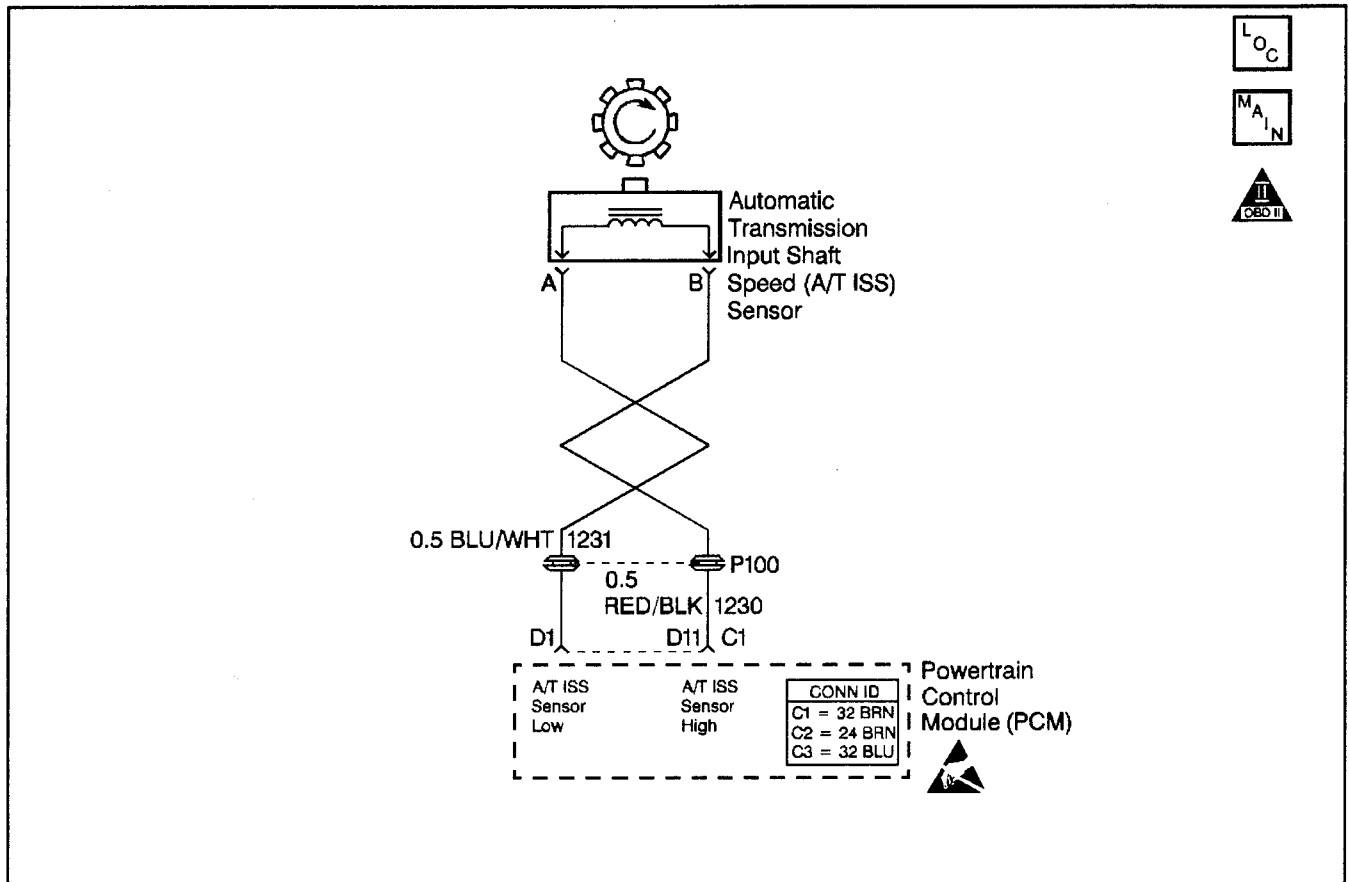 LOC
MAIN
II
OBD II
Automatic
Transmission
Input Shaft
Speed (A/T ISS)
Sensor
A
B
0.5 BLU/WHT 1231
P100
0.5
RED/BLK 1230
D1
D11 C1
A/T ISS
Sensor
Low
A/T ISS
Sensor
High
CONN ID
C1 = 32 BRN
C2 = 24 BRN
C3 = 32 BLU
Powertrain
Control
Module (PCM)